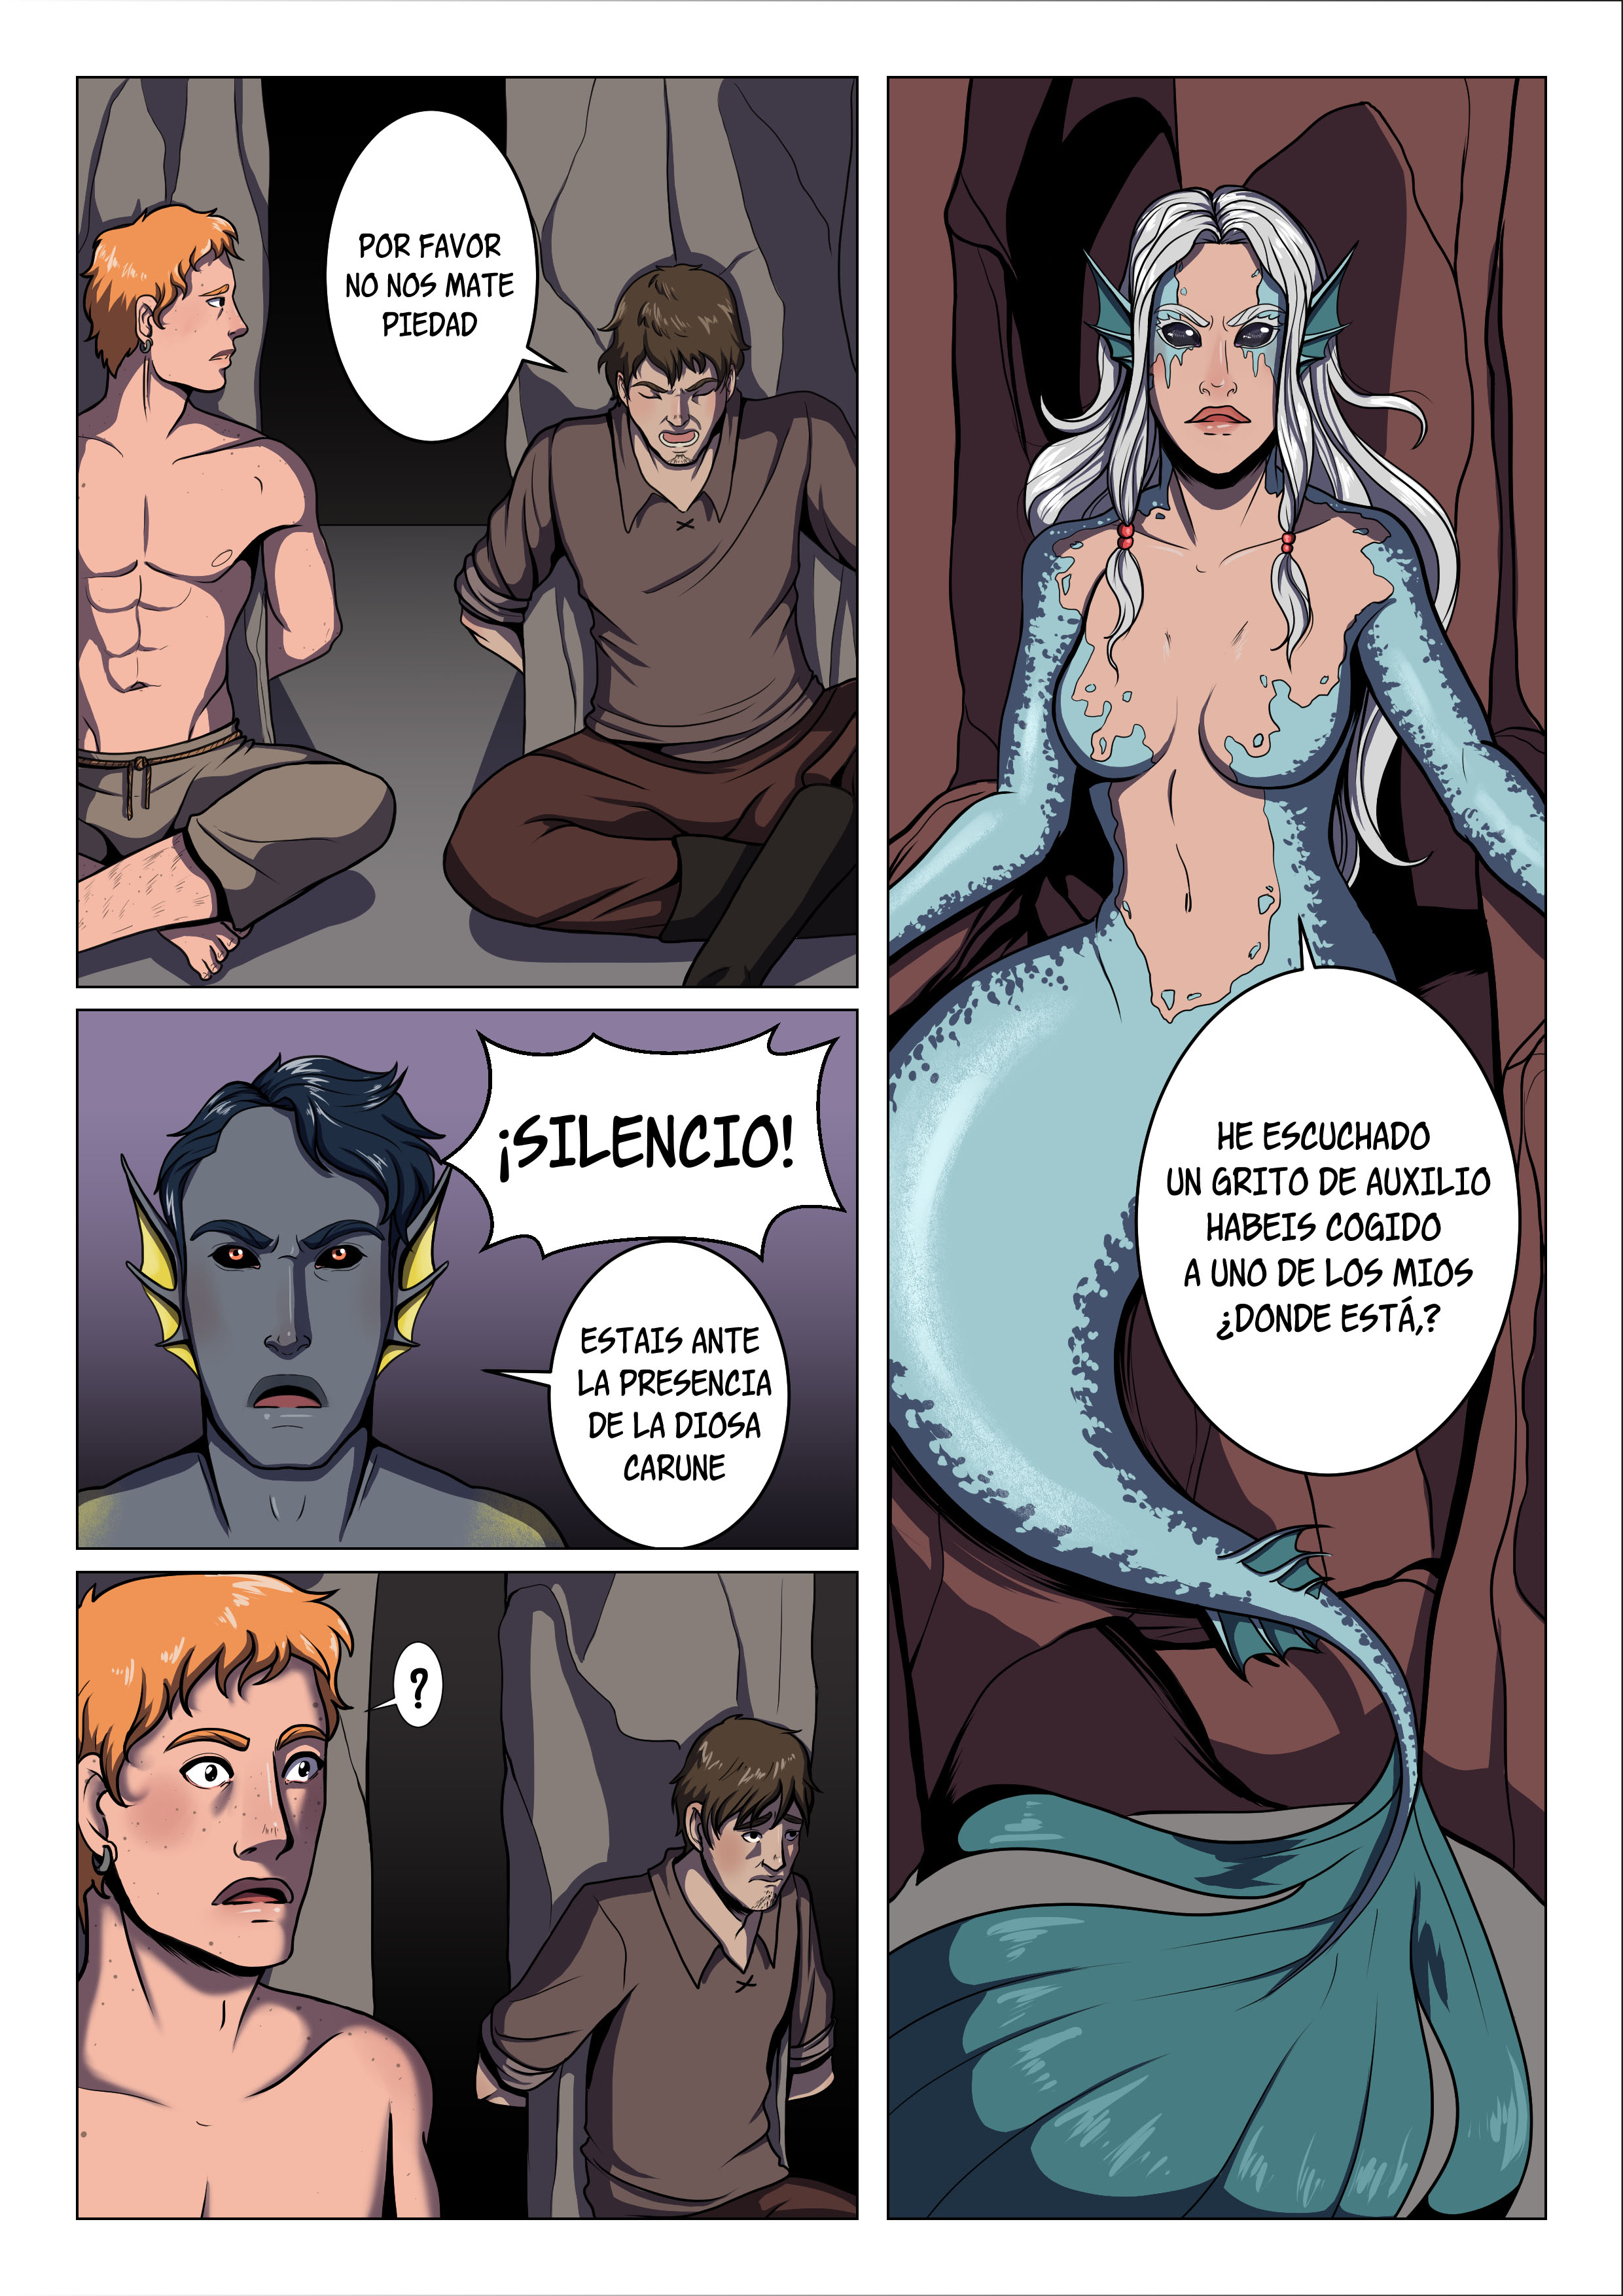 POR FAVOR
NO NOS MATE
PIEDAD
¡SILENCIO!
ESTAIS ANTE
LA PRESENCIA
DE LA DIOSA
CARUNE
?
HE ESCUCHADO
UN GRITO DE AUXILIO
HABEIS COGIDO
A UNO DE LOS MIOS
¿DONDE ESTÁ,?